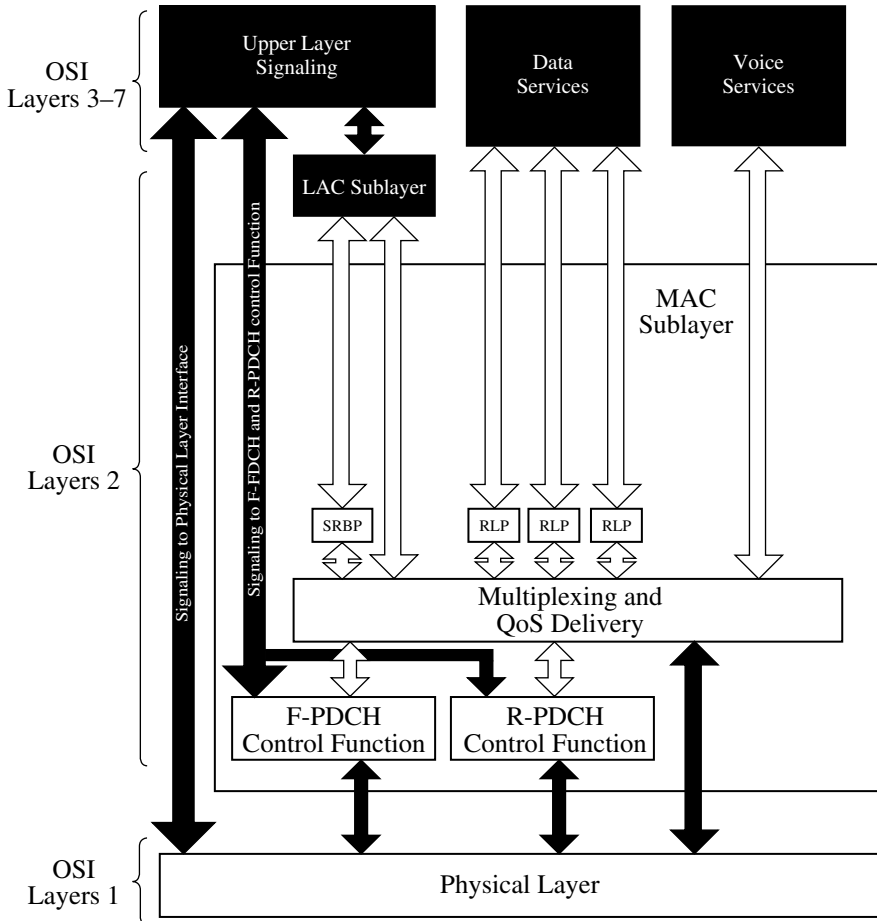 OSI
Layers 3–7
Upper Layer
Signaling
Data
Services
Voice
Services
LAC Sublayer
MAC
Sublayer
OSI
Layers 2
Signaling to Physical Layer Interface
Signaling to F-FDCH and R-PDCH control Function
SRBP
RLP
RLP
RLP
Multiplexing and
QoS Delivery
F-PDCH
Control Function
R-PDCH
Control Function
OSI
Layers 1
Physical Layer